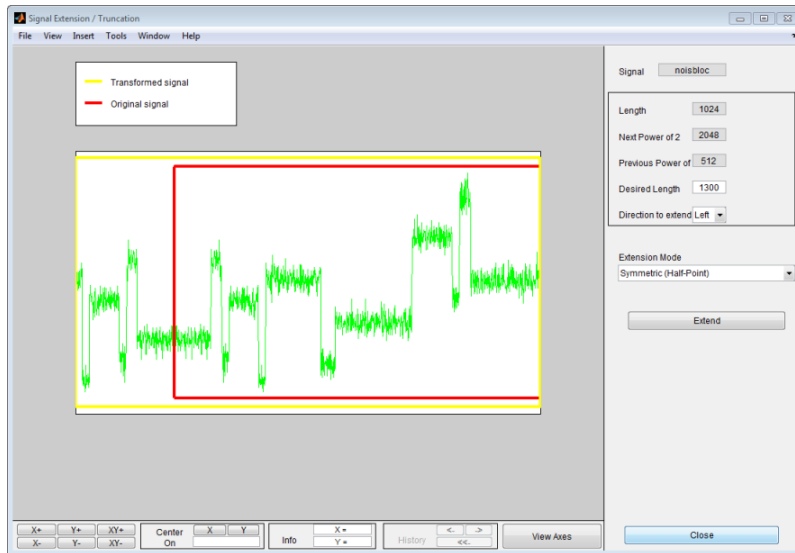 Signal Extension / Truncation
File View Insert Tools Window Help
Transformed signal
Original signal
Signal noisbloc
Length 1024
Next Power of 2 2048
Previous Power of 512
Desired Length 1300
Direction to extend Left
Extension Mode
Symmetric (Half-Point)
Extend
X+ Y+ XY+
X- Y- XY-
Center On X Y
Info X = Y =
History <- -> <<-
View Axes
Close